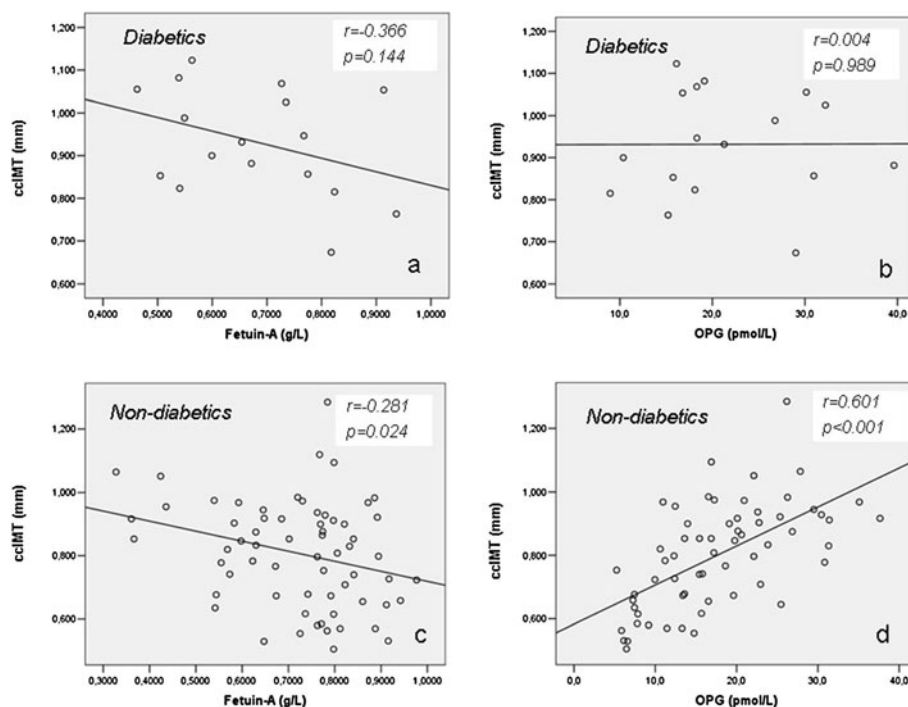 Diabetics
r=-0.366
p=0.144
1,200
1,100
1,000
0,900
0,800
0,700
0,600
ccIMT (mm)
a
0,4000 0,5000 0,6000 0,7000 0,8000 0,9000 1,0000
Fetuin-A (g/L)
Diabetics
r=0.004
p=0.989
1,200
1,100
1,000
0,900
0,800
0,700
0,600
ccIMT (mm)
b
10,0 20,0 30,0 40,0
OPG (pmol/L)
Non-diabetics
r=-0.281
p=0.024
1,200
1,000
0,800
0,600
ccIMT (mm)
c
0,3000 0,4000 0,5000 0,6000 0,7000 0,8000 0,9000 1,0000
Fetuin-A (g/L)
Non-diabetics
r=0.601
p<0.001
1,200
1,000
0,800
0,600
ccIMT (mm)
d
0,0 10,0 20,0 30,0 40,0
OPG (pmol/L)